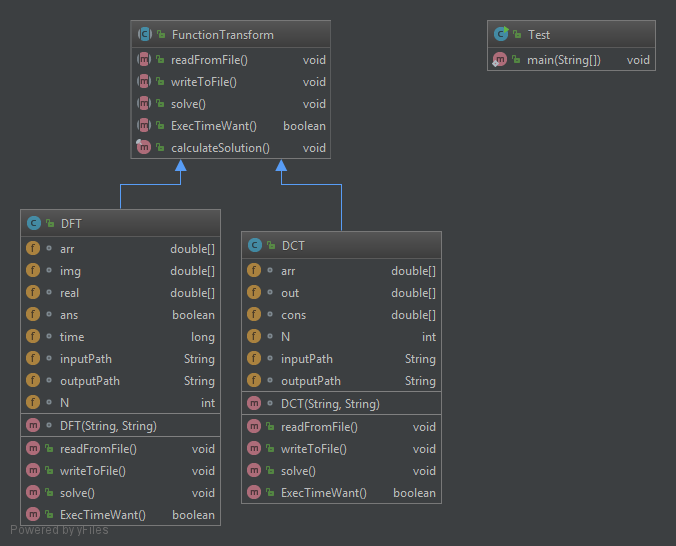 FunctionTransform
readFromFile() void
writeToFile() void
solve() void
ExecTimeWant() boolean
calculateSolution() void
Test
main(String[]) void
DFT
arr double[]
img double[]
real double[]
ans boolean
time long
inputPath String
outputPath String
N int
DFT(String, String)
readFromFile() void
writeToFile() void
solve() void
ExecTimeWant() boolean
DCT
arr double[]
out double[]
cons double[]
N int
inputPath String
outputPath String
DCT(String, String)
readFromFile() void
writeToFile() void
solve() void
ExecTimeWant() boolean
Powered by yFiles